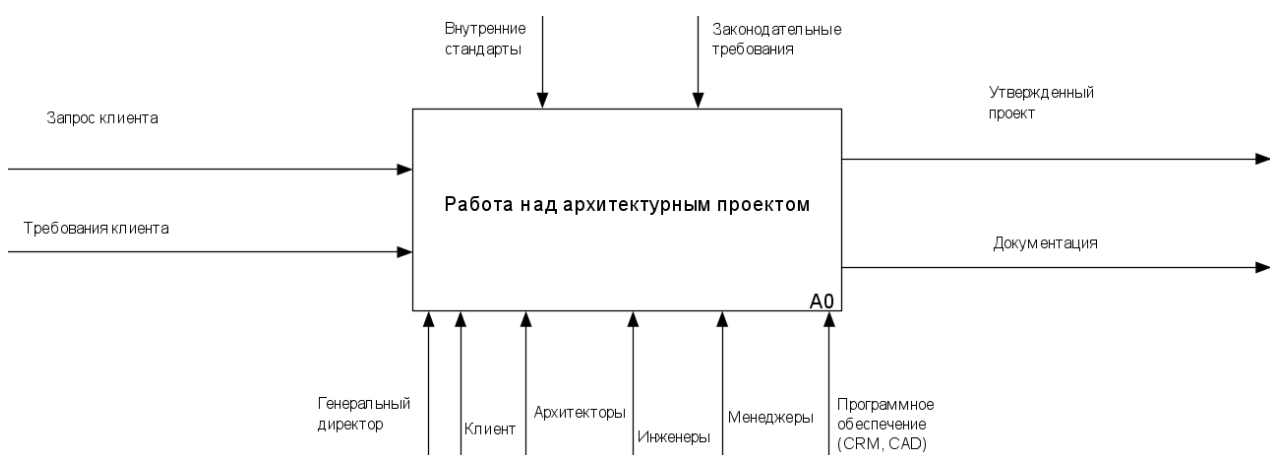 Внутренние
стандарты
Законодательные
требования
Запрос клиента
Утвержденный
проект
Работа над архитектурным проектом
Требования клиента
Документация
A0
Генеральный
директор
Клиент
Архитекторы
Инженеры
Менеджеры
Программное
обеспечение
(CRM, CAD)